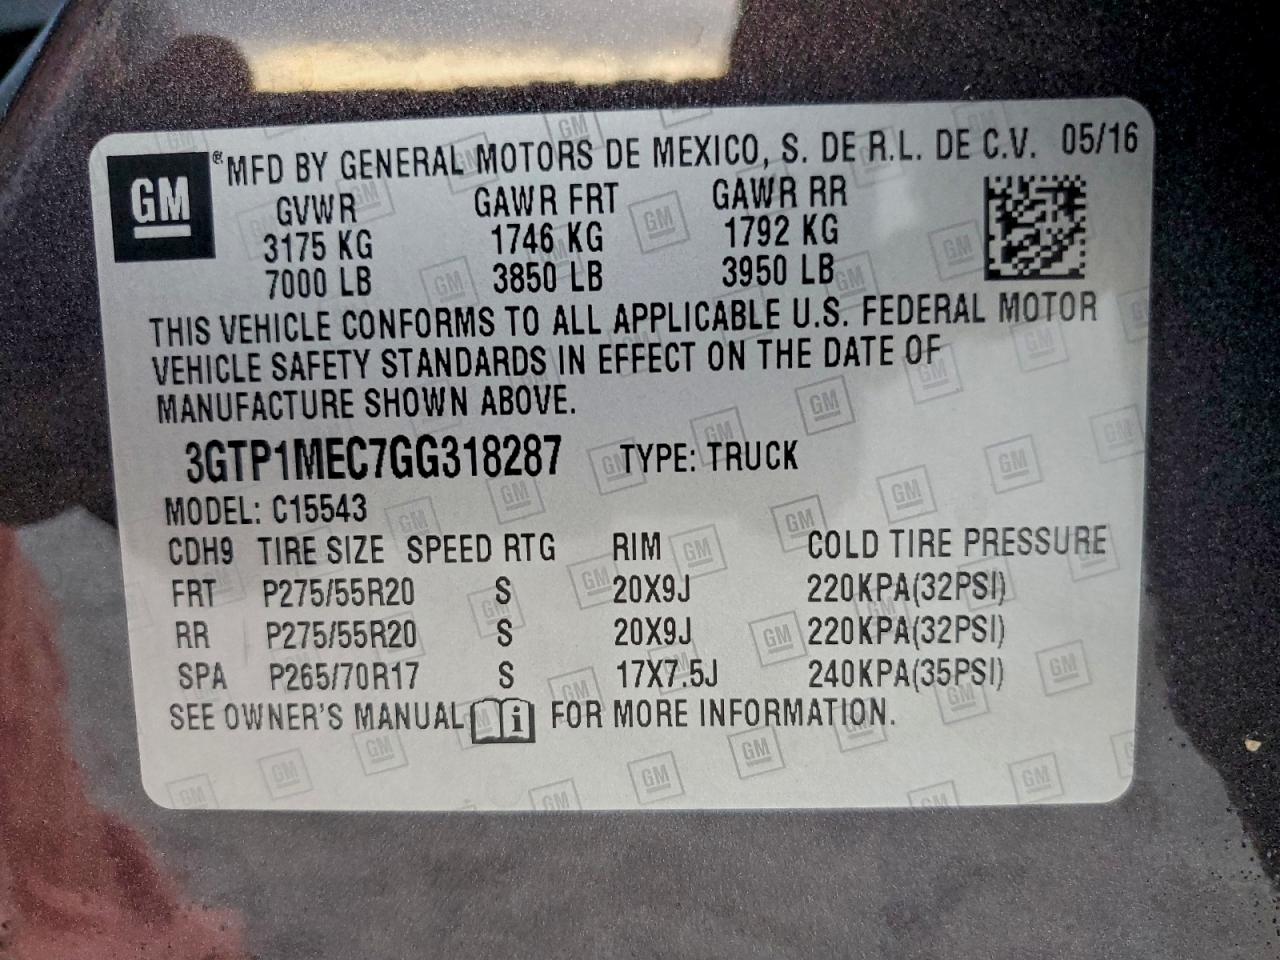 GM
® MFD BY GENERAL MOTORS DE MEXICO, S. DE R.L. DE C.V. 05/16
GVWR GAWR FRT GAWR RR
3175 KG 1746 KG 1792 KG
7000 LB 3850 LB 3950 LB
THIS VEHICLE CONFORMS TO ALL APPLICABLE U.S. FEDERAL MOTOR
VEHICLE SAFETY STANDARDS IN EFFECT ON THE DATE OF
MANUFACTURE SHOWN ABOVE.
3GTP1MEC7GG318287 TYPE: TRUCK
MODEL: C15543
CDH9 TIRE SIZE SPEED RTG RIM COLD TIRE PRESSURE
FRT P275/55R20 S 20X9J 220KPA(32PSI)
RR P275/55R20 S 20X9J 220KPA(32PSI)
SPA P265/70R17 S 17X7.5J 240KPA(35PSI)
SEE OWNER'S MANUAL i FOR MORE INFORMATION.